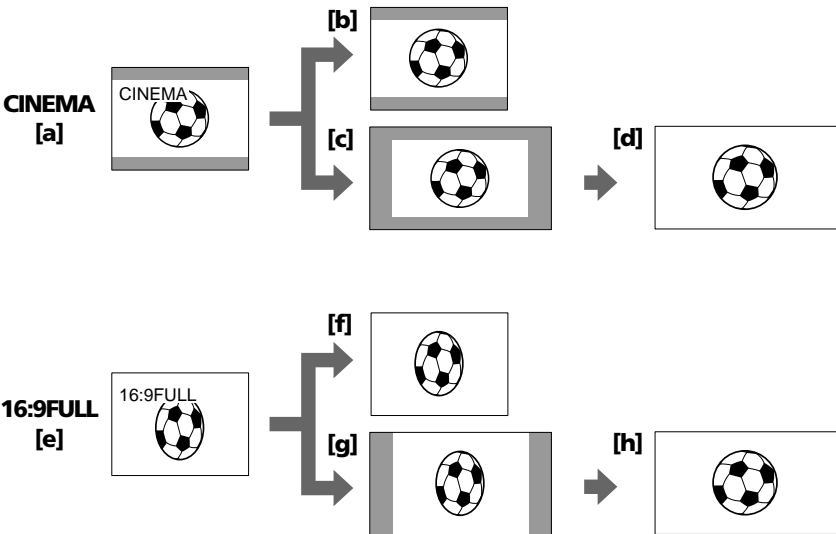 [b]
CINEMA
[a]
CINEMA
[c]
[d]
[f]
16:9FULL
[e]
16:9FULL
[g]
[h]